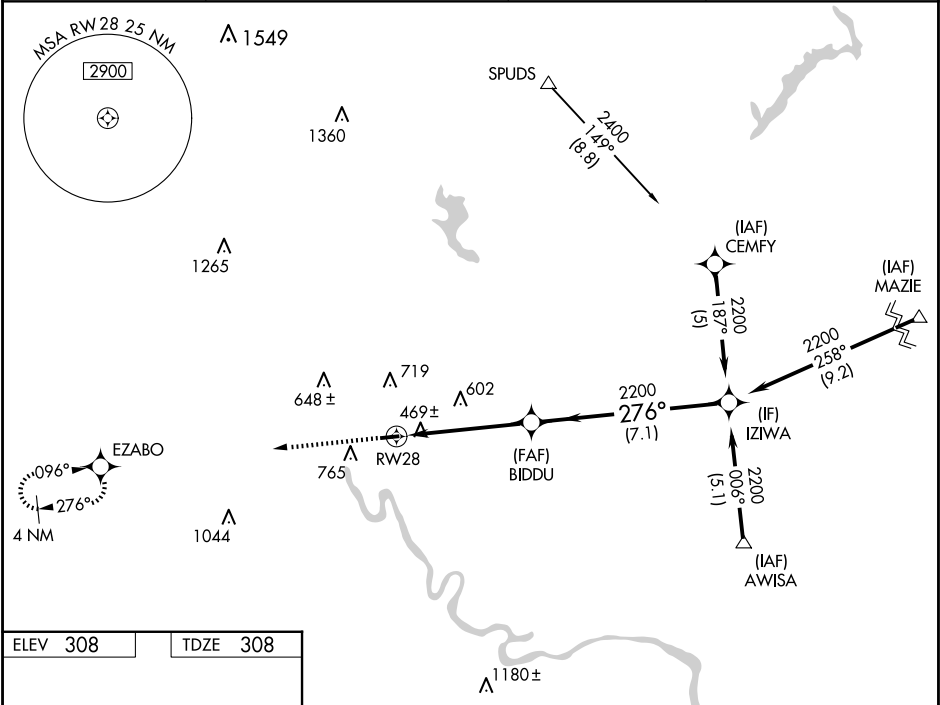 MSA RW28 25 NM
2900
1549
SPUDS
2400
149°
(8.8)
1360
(IAF)
CEMFY
1265
(IAF)
MAZIE
2200
187°
(5)
2200
258°
(9.2)
719
648 ±
602
469 ±
2200
276°
(7.1)
(IF)
IZIWA
EZABO
096°
276°
4 NM
765
RW28
(FAF)
BIDDU
2200
006°
(5.1)
1044
(IAF)
AWISA
ELEV 308
TDZE 308
1180 ±